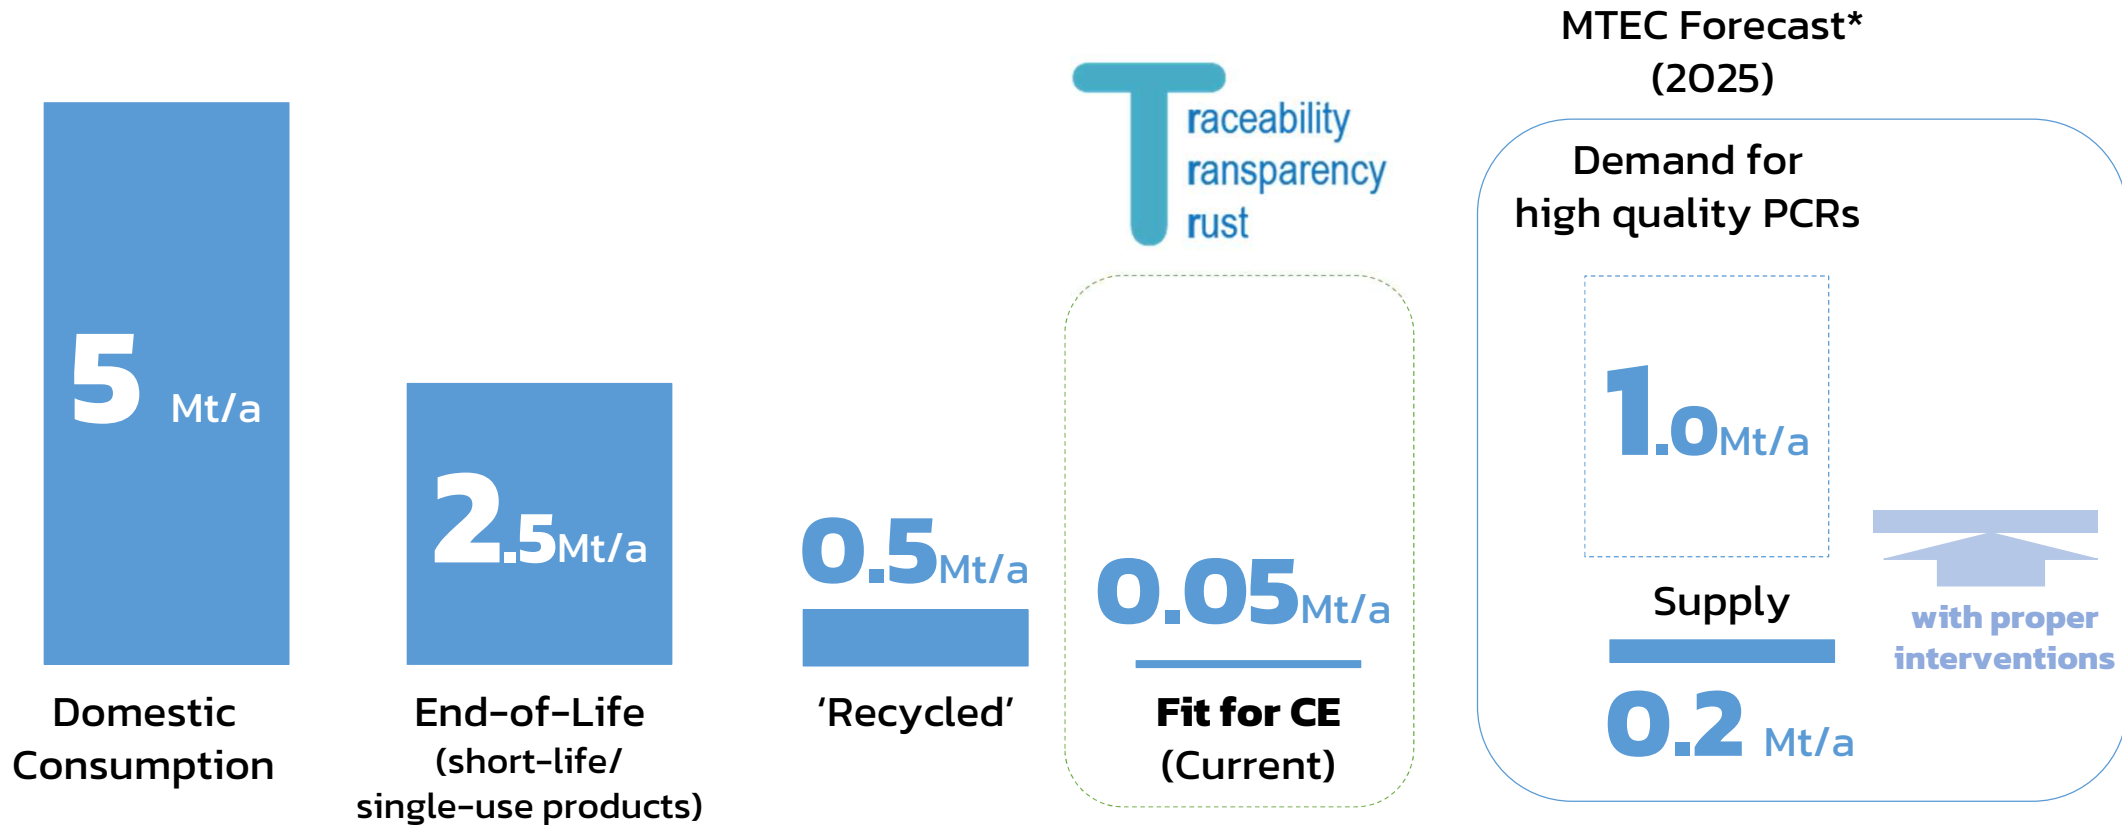 5 Mt/a
Domestic
Consumption
2.5Mt/a
End-of-Life
(short-life/
single-use products)
0.5Mt/a
‘Recycled’
Traceability
ransparency
rust
0.05Mt/a
Fit for CE
(Current)
MTEC Forecast*
(2025)
Demand for
high quality PCRs
1.0Mt/a
Supply
0.2 Mt/a
with proper
interventions